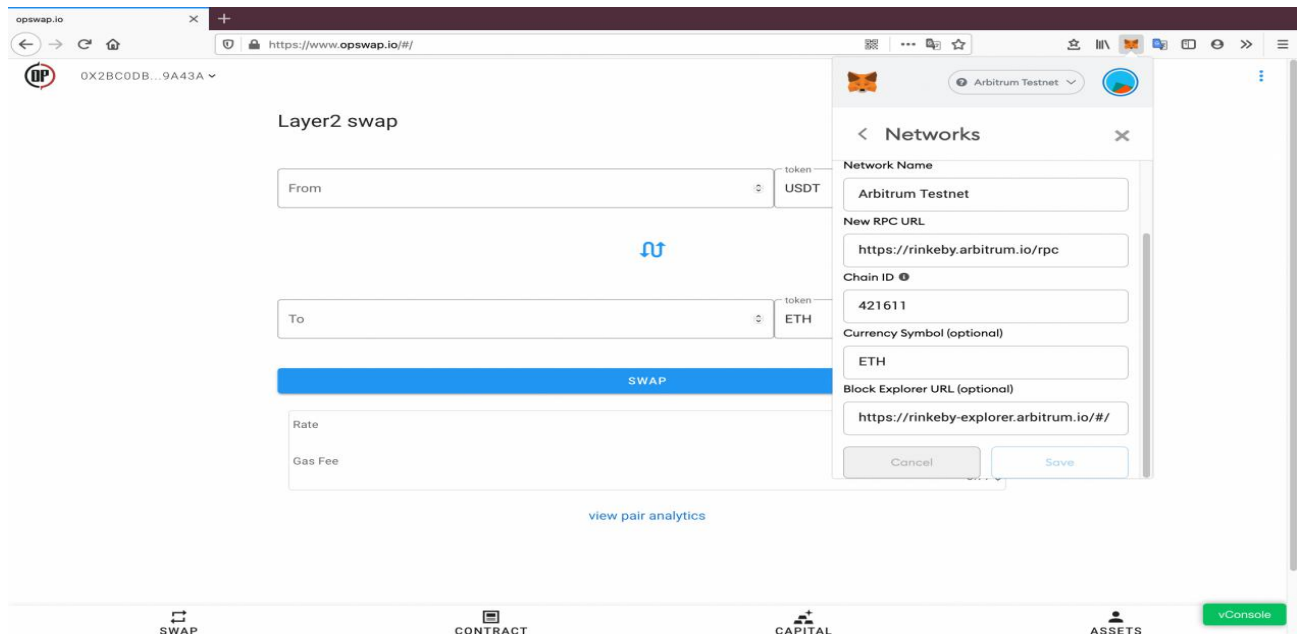 opswap.io
https://www.opswap.io/#/
OP
0X2BC0DB...9A43A
Arbitrum Testnet
Layer2 swap
Networks
Network Name
Arbitrum Testnet
From
token
USDT
New RPC URL
https://rinkeby.arbitrum.io/rpc
Chain ID
421611
To
token
ETH
Currency Symbol (optional)
ETH
SWAP
Block Explorer URL (optional)
https://rinkeby-explorer.arbitrum.io/#/
Rate
Gas Fee
Cancel
Save
view pair analytics
SWAP
CONTRACT
CAPITAL
ASSETS
vConsole